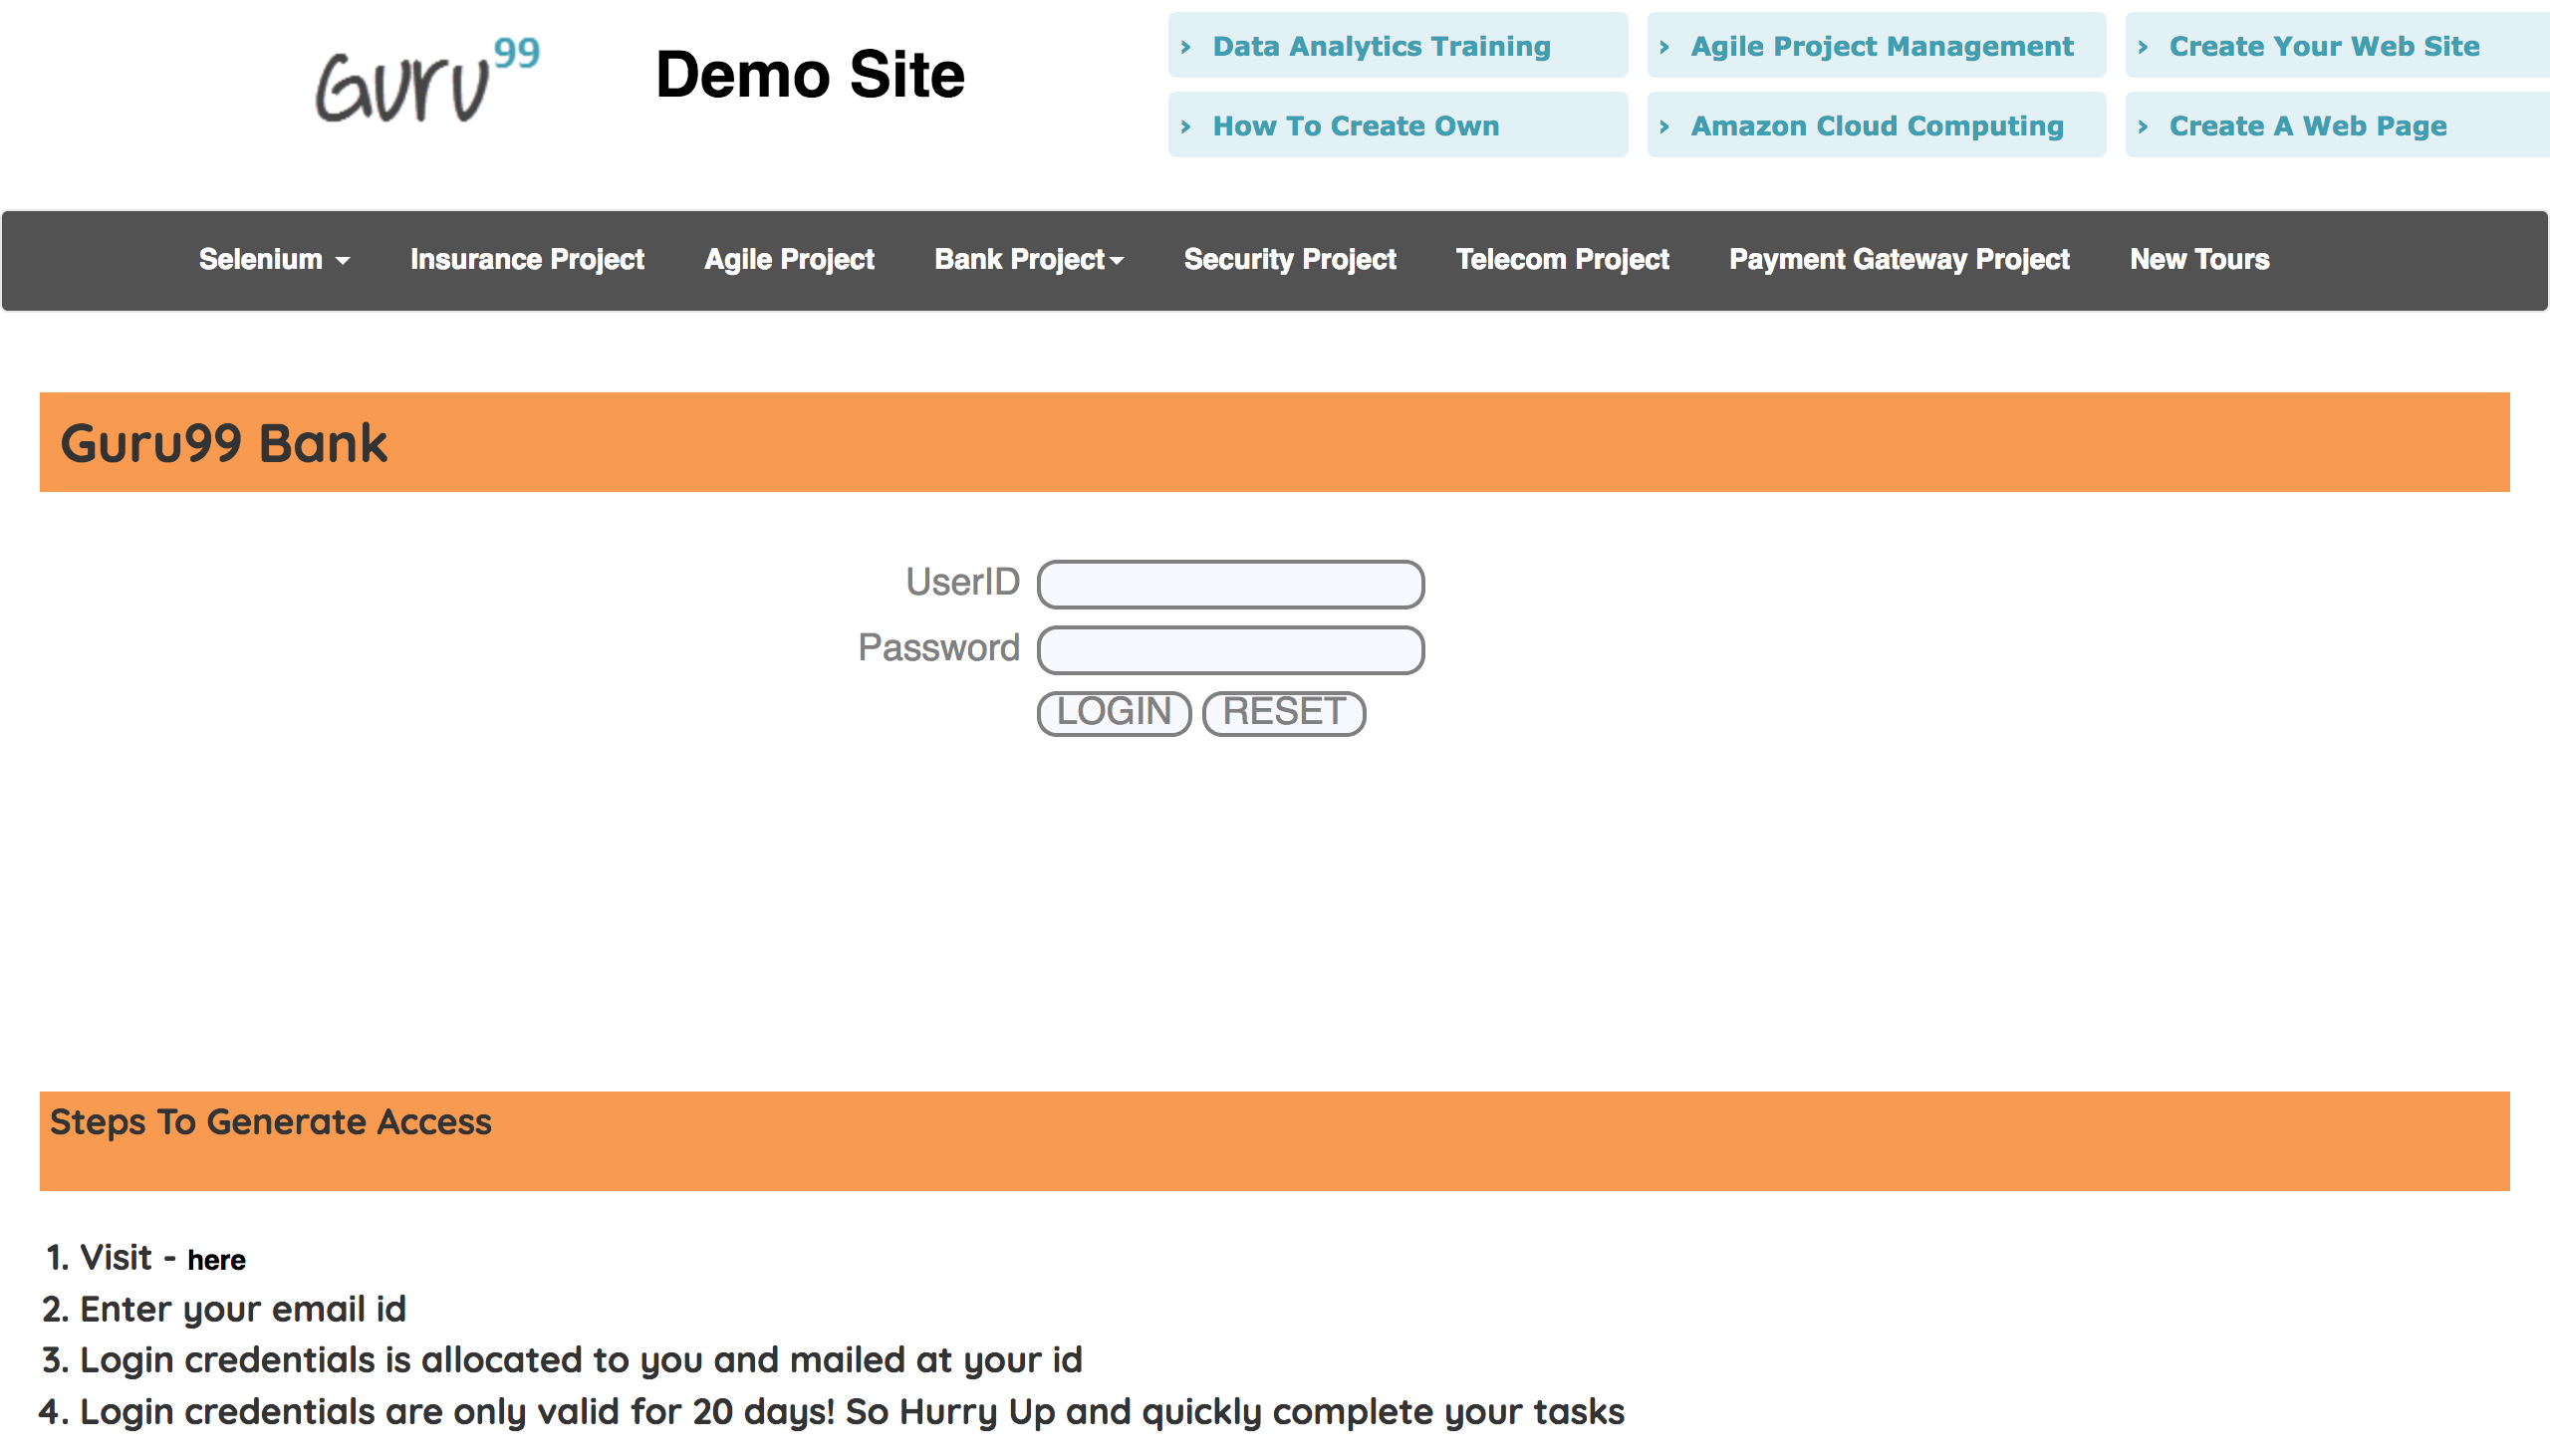 Guru99
Demo Site
› Data Analytics Training
› Agile Project Management
› Create Your Web Site
› How To Create Own
› Amazon Cloud Computing
› Create A Web Page
Selenium Insurance Project Agile Project Bank Project Security Project Telecom Project Payment Gateway Project New Tours
Guru99 Bank
UserID
Password
LOGIN RESET
Steps To Generate Access
1. Visit - here
2. Enter your email id
3. Login credentials is allocated to you and mailed at your id
4. Login credentials are only valid for 20 days! So Hurry Up and quickly complete your tasks